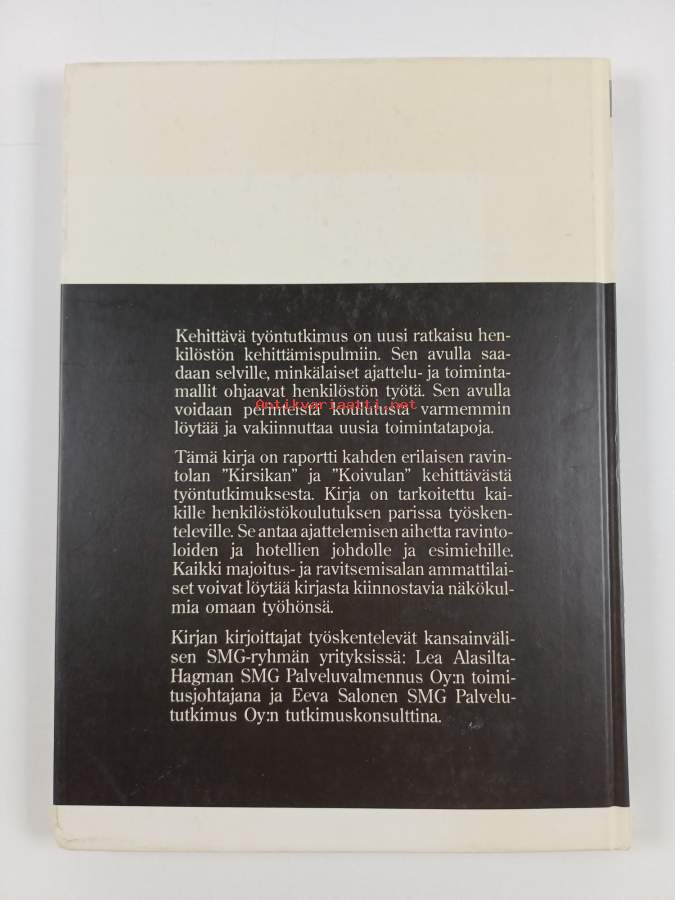 Kehittävä työntutkimus on uusi ratkaisu hen-
kilöstön kehittämispulmiin. Sen avulla saa-
daan selville, minkälaiset ajattelu- ja toiminta-
mallit ohjaavat henkilöstön työtä. Sen avulla
voidaan perinteistä koulutusta varmemmin
Antikvariaatti.net
löytää ja vakiinnuttaa uusia toimintatapoja.
Tämä kirja on raportti kahden erilaisen ravin-
tolan ”Kirsikan” ja ”Koivulan” kehittävästä
työntutkimuksesta. Kirja on tarkoitettu kai-
kille henkilöstökoulutuksen parissa työsken-
televille. Se antaa ajattelemisen aihetta ravinto-
loiden ja hotellien johdolle ja esimiehille.
Kaikki majoitus- ja ravitsemisalan ammattilai-
set voivat löytää kirjasta kiinnostavia näkökul-
mia omaan työhönsä.
Kirjan kirjoittajat työskentelevät kansainväli-
sen SMG-ryhmän yrityksissä: Lea Alasilta-
Hagman SMG Palveluvalmennus Oy:n toimi-
tusjohtajana ja Eeva Salonen SMG Palvelu-
tutkimus Oy:n tutkimuskonsulttina.